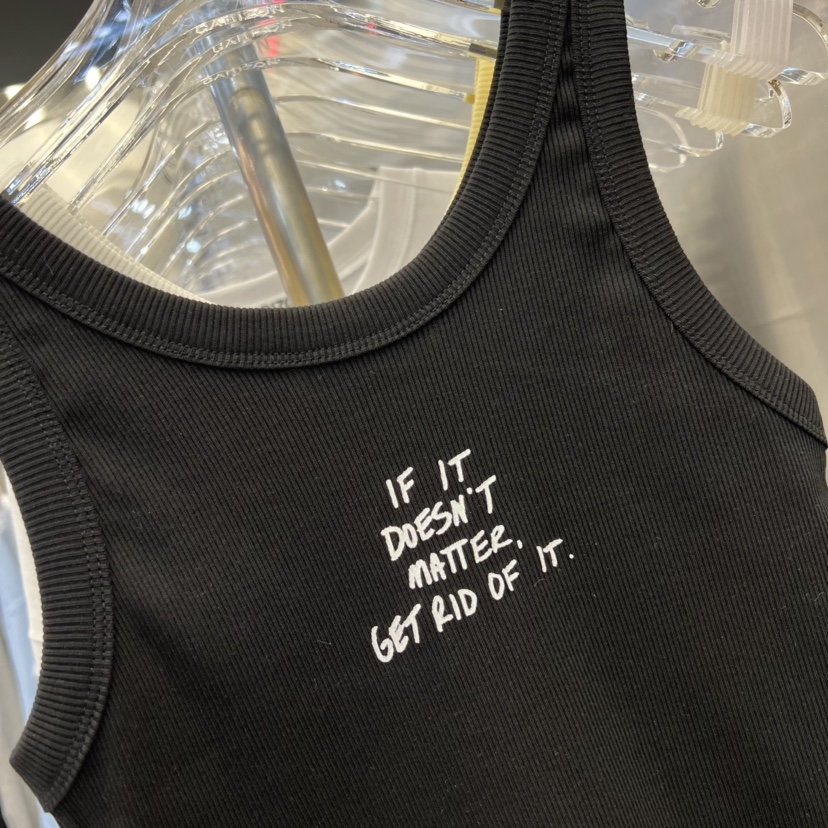 IF IT
DOESN'T
MATTER,
GET RID OF IT.